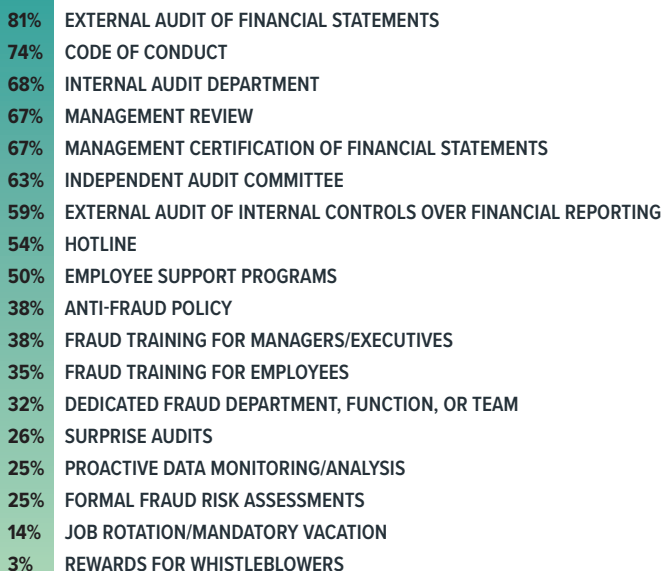 81% EXTERNAL AUDIT OF FINANCIAL STATEMENTS
74% CODE OF CONDUCT
68% INTERNAL AUDIT DEPARTMENT
67% MANAGEMENT REVIEW
67% MANAGEMENT CERTIFICATION OF FINANCIAL STATEMENTS
63% INDEPENDENT AUDIT COMMITTEE
59% EXTERNAL AUDIT OF INTERNAL CONTROLS OVER FINANCIAL REPORTING
54% HOTLINE
50% EMPLOYEE SUPPORT PROGRAMS
38% ANTI-FRAUD POLICY
38% FRAUD TRAINING FOR MANAGERS/EXECUTIVES
35% FRAUD TRAINING FOR EMPLOYEES
32% DEDICATED FRAUD DEPARTMENT, FUNCTION, OR TEAM
26% SURPRISE AUDITS
25% PROACTIVE DATA MONITORING/ANALYSIS
25% FORMAL FRAUD RISK ASSESSMENTS
14% JOB ROTATION/MANDATORY VACATION
3% REWARDS FOR WHISTLEBLOWERS